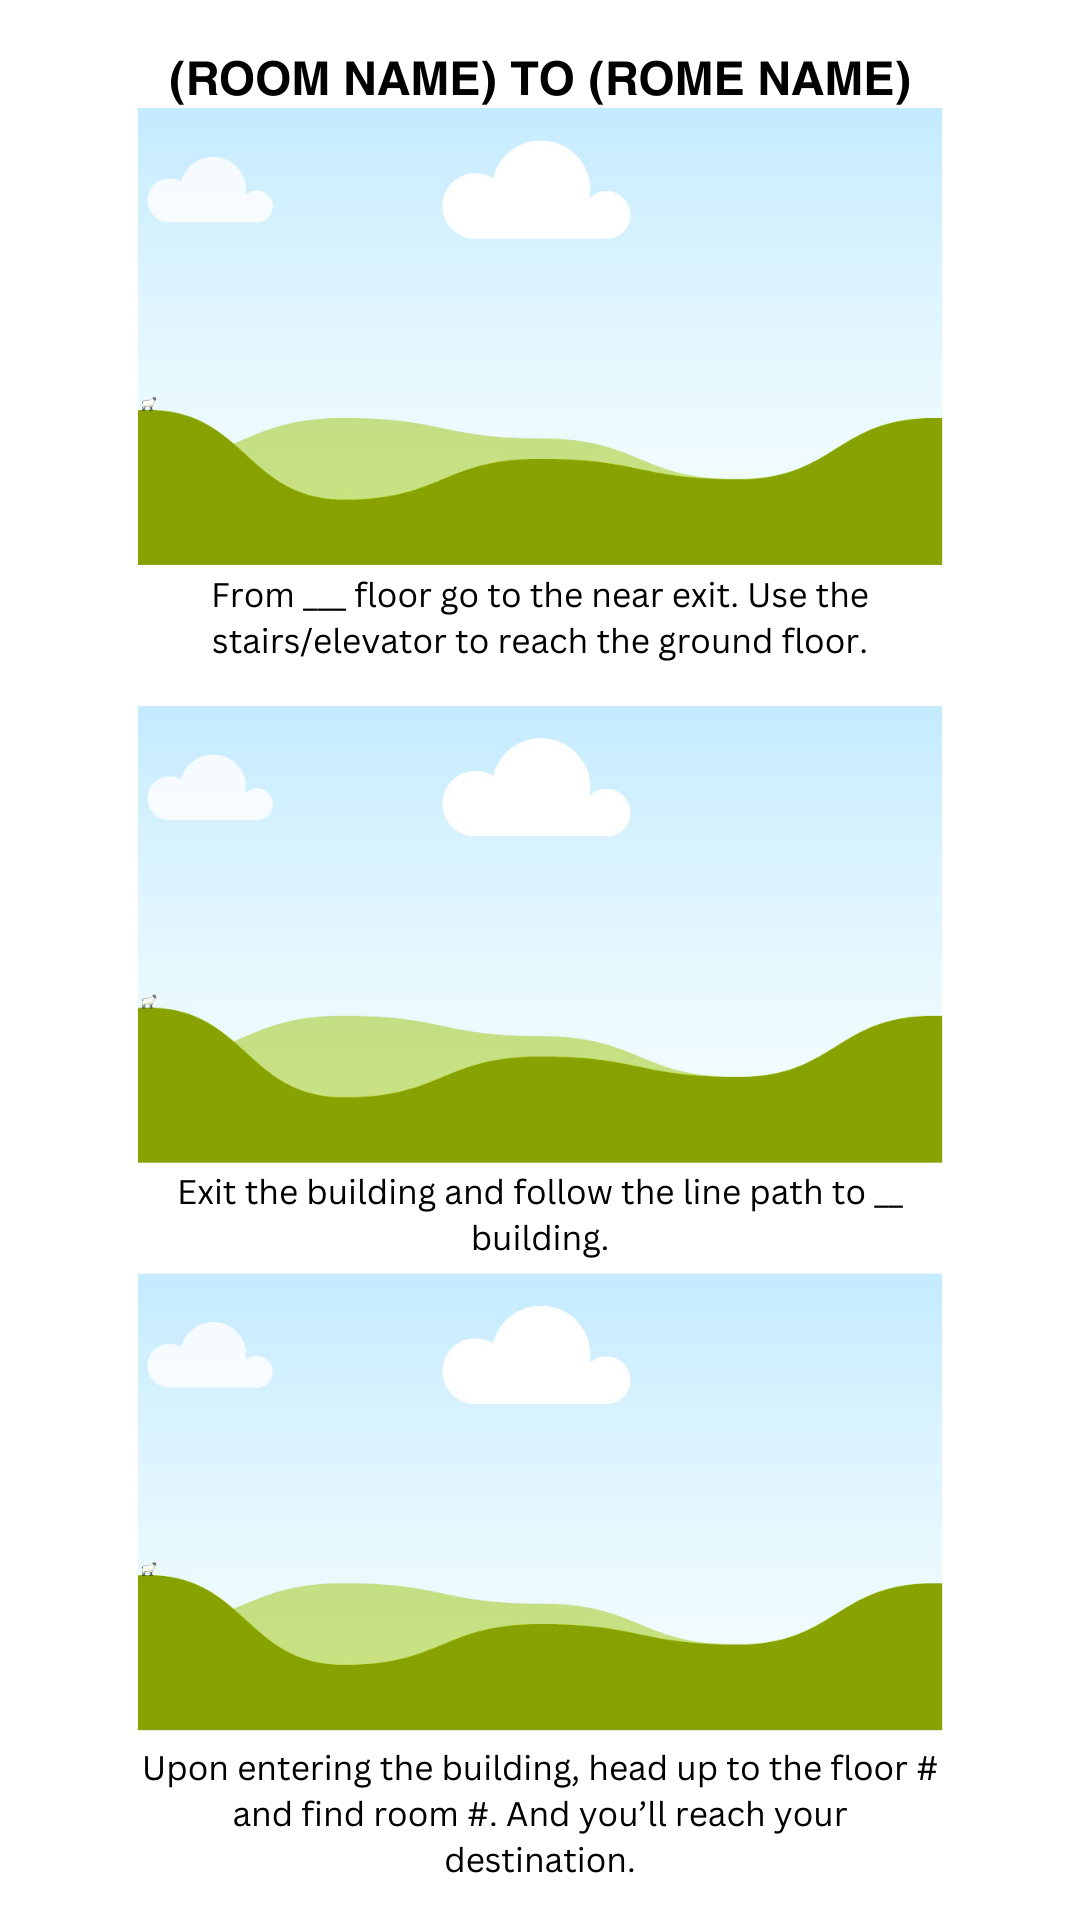 (ROOM NAME) TO (ROME NAME)
From ___ floor go to the near exit. Use the
stairs/elevator to reach the ground floor.
Exit the building and follow the line path to __
building.
Upon entering the building, head up to the floor #
and find room #. And you’ll reach your
destination.